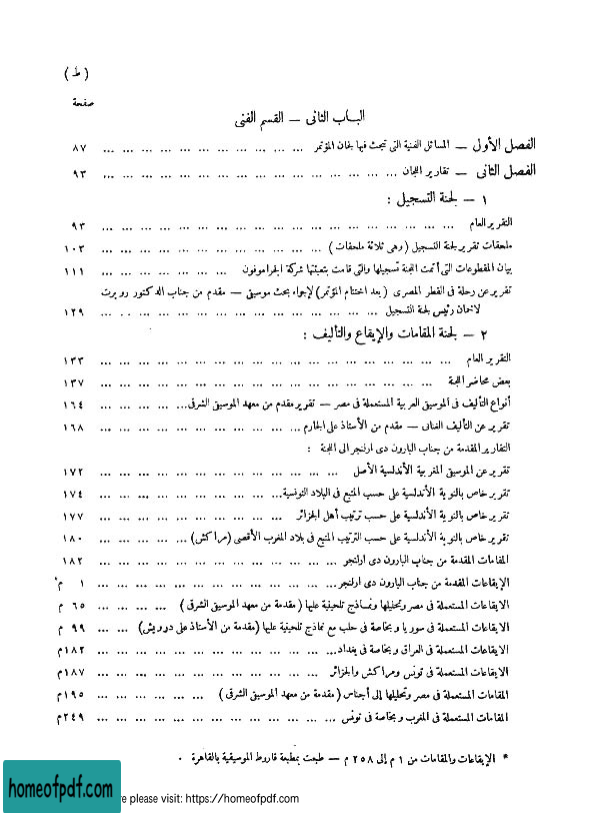 ( ط )
صفحة
الباب الثانى — القسم الفنى
الفصل الأول — المسائل الفنية التى تبحث فيها لجان المؤتمر ... ... ... ... ... ... ... ... ... ... ٨٧
الفصل الثانى — تقارير اللجان ... ... ... ... ... ... ... ... ... ... ... ... ... ... ٩٣
١ — لجنة التسجيل :
التقرير العام ... ... ... ... ... ... ... ... ... ... ... ... ... ... ... ... ٩٣
ملحقات تقرير لجنة التسجيل ( وهى ثلاثة ملحقات ) ... ... ... ... ... ... ... ... ... ... ١٠٣
بيان المقطوعات التى أتمت اللجنة تسجيلها والتى قامت بتعبئتها شركة الجراموفون ... ... ... ... ... ... ١١١
تقرير عن رحلة فى القطر المصرى ( بعد اختتام المؤتمر ) لإجراء بحث موسيقى — مقدم من جناب الدكتور روبرت
لاخمان رئيس لجنة التسجيل ... ... ... ... ... ... ... ... ... ... ... ... ... ١٢٩
٢ — لجنة المقامات والإيقاع والتأليف :
التقرير العام ... ... ... ... ... ... ... ... ... ... ... ... ... ... ... ... ١٣٣
بعض محاضر اللجنة ... ... ... ... ... ... ... ... ... ... ... ... ... ... ... ١٣٧
أنواع التأليف فى الموسيقى العربية المستعملة فى مصر — تقرير مقدم من معهد الموسيقى الشرقى... ... ... ... ... ١٦٤
تقرير عن التأليف الغنائى — مقدم من الأستاذ على الجارم ... ... ... ... ... ... ... ... ... ... ١٦٨
التقارير المقدمة من جناب البارون دى ارلنجر الى اللجنة :
تقرير عن الموسيقى المغربية الأندلسية الأصل ... ... ... ... ... ... ... ... ... ... ... ... ١٧٢
تقرير خاص بالنوبة الأندلسية على حسب المتبع فى البلاد التونسية... ... ... ... ... ... ... ... ... ١٧٤
تقرير خاص بالنوبة الأندلسية على حسب ترتيب أهل الجزائر ... ... ... ... ... ... ... ... ... ١٧٧
تقرير خاص بالنوبة الأندلسية على حسب الترتيب المتبع فى بلاد المغرب الأقصى ( مراكش ) ... ... ... ... ... ١٨٠
المقامات المقدمة من جناب البارون دى ارلنجر ... ... ... ... ... ... ... ... ... ... ... ... ١٨٢
الإيقاعات المقدمة من جناب البارون دى ارلنجر... ... ... ... ... ... ... ... ... ... ... ... ١ م*
الايقاعات المستعملة فى مصر وتحليلها ونماذج تلحينية عليها ( مقدمة من معهد الموسيقى الشرقى ) ... ... ... ... ٦٥ م
الايقاعات المستعملة فى سوريا وبخاصة فى حلب مع نماذج تلحينية عليها (مقدمة من الأستاذ على درويش) ... ... ... ٩٩ م
الايقاعات المستعملة فى العراق وبخاصة فى بغداد... ... ... ... ... ... ... ... ... ... ... ... ١٨٢م
الايقاعات المستعملة فى تونس ومراكش والجزائر ... ... ... ... ... ... ... ... ... ... ... ... ١٨٧م
المقامات المستعملة فى مصر وتحليلها إلى أجناس ( مقدمة من معهد الموسيقى الشرقى ) ... ... ... ... ... ... ١٩٥م
المقامات المستعملة فى المغرب وبخاصة فى تونس ... ... ... ... ... ... ... ... ... ... ... ... ٢٤٩م
* الإيقاعات والمقامات من ١ م إلى ٢٥٨ م — طبعت بمطبعة قاروط الموسيقية بالقاهرة .
homeofpdf.com
re please visit: https://homeofpdf.com